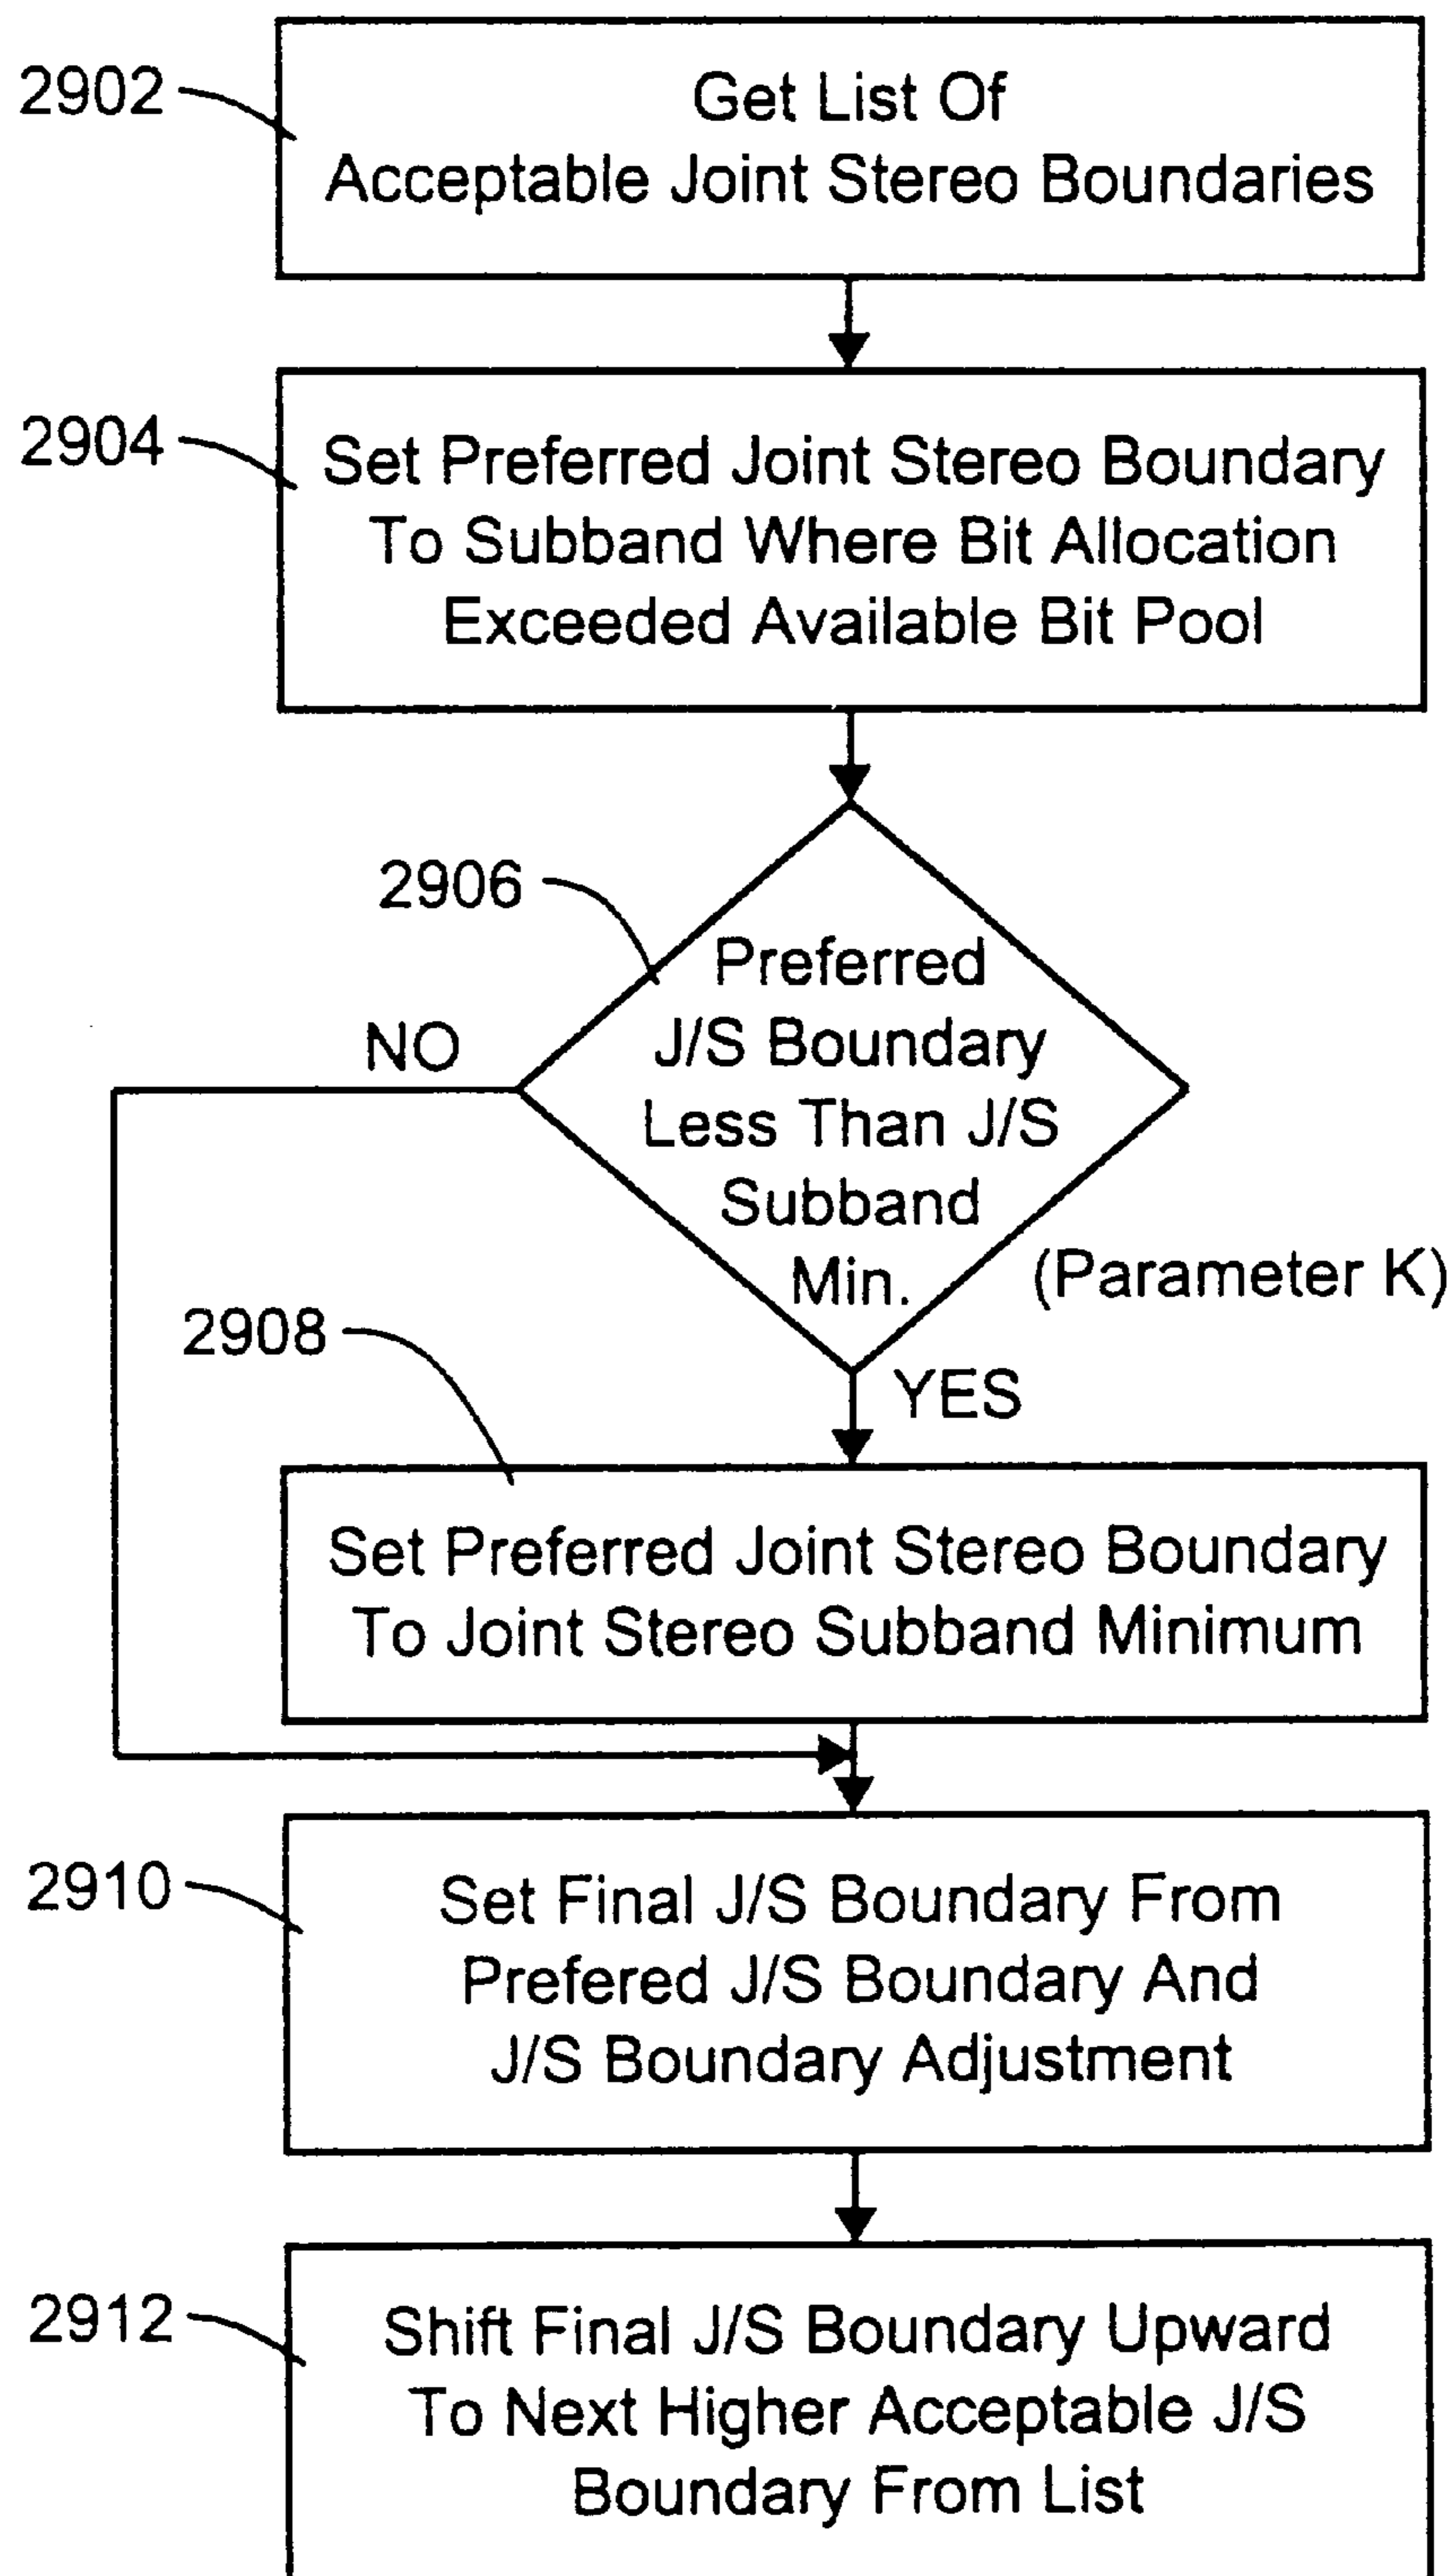 2902
Get List Of
Acceptable Joint Stereo Boundaries
2904
Set Preferred Joint Stereo Boundary
To Subband Where Bit Allocation
Exceeded Available Bit Pool
2906
Preferred
J/S Boundary
Less Than J/S
Subband
Min.
(Parameter K)
NO
YES
2908
Set Preferred Joint Stereo Boundary
To Joint Stereo Subband Minimum
2910
Set Final J/S Boundary From
Prefered J/S Boundary And
J/S Boundary Adjustment
2912
Shift Final J/S Boundary Upward
To Next Higher Acceptable J/S
Boundary From List